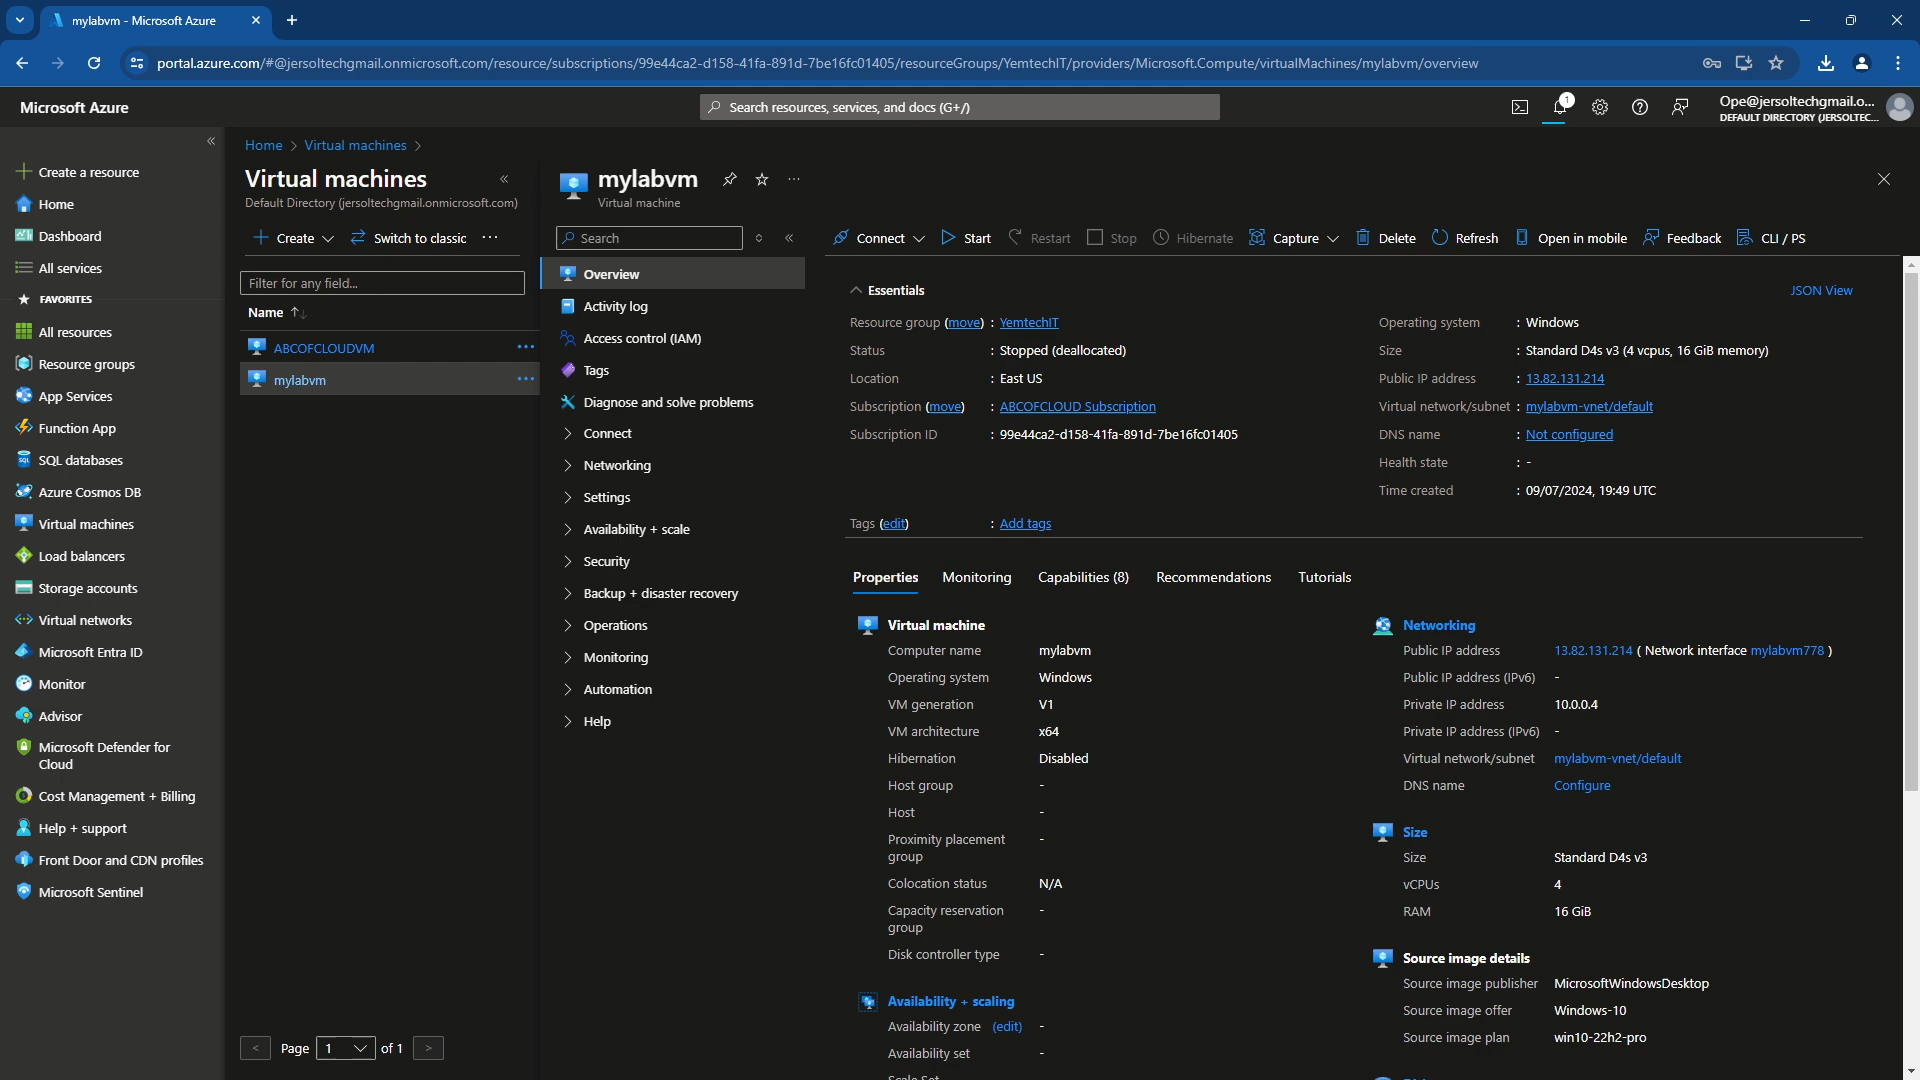 mylabvm - Microsoft Azure
portal.azure.com/#@jersoltechgmail.onmicrosoft.com/resource/subscriptions/99e44ca2-d158-41fa-891d-7be16fc01405/resourceGroups/YemtechIT/providers/Microsoft.Compute/virtualMachines/mylabvm/overview
Microsoft Azure
Search resources, services, and docs (G+/)
1
Ope@jersoltechgmail.o...
DEFAULT DIRECTORY (JERSOLTEC...
Create a resource
Home
Dashboard
All services
FAVORITES
All resources
Resource groups
App Services
Function App
SQL databases
Azure Cosmos DB
Virtual machines
Load balancers
Storage accounts
Virtual networks
Microsoft Entra ID
Monitor
Advisor
Microsoft Defender for
Cloud
Cost Management + Billing
Help + support
Front Door and CDN profiles
Microsoft Sentinel
Home > Virtual machines >
Virtual machines
Default Directory (jersoltechgmail.onmicrosoft.com)
Create
Switch to classic
Filter for any field...
Name
ABCOFCLOUDVM
mylabvm
< Page 1 of 1 >
mylabvm
Virtual machine
Search
Overview
Activity log
Access control (IAM)
Tags
Diagnose and solve problems
Connect
Networking
Settings
Availability + scale
Security
Backup + disaster recovery
Operations
Monitoring
Automation
Help
Connect Start Restart Stop Hibernate Capture Delete Refresh Open in mobile Feedback CLI / PS
Essentials
JSON View
Resource group (move) : YemtechIT
Status : Stopped (deallocated)
Location : East US
Subscription (move) : ABCOFCLOUD Subscription
Subscription ID : 99e44ca2-d158-41fa-891d-7be16fc01405
Operating system : Windows
Size : Standard D4s v3 (4 vcpus, 16 GiB memory)
Public IP address : 13.82.131.214
Virtual network/subnet : mylabvm-vnet/default
DNS name : Not configured
Health state : -
Time created : 09/07/2024, 19:49 UTC
Tags (edit) : Add tags
Properties Monitoring Capabilities (8) Recommendations Tutorials
Virtual machine
Computer name mylabvm
Operating system Windows
VM generation V1
VM architecture x64
Hibernation Disabled
Host group -
Host -
Proximity placement -
group
Colocation status N/A
Capacity reservation -
group
Disk controller type -
Availability + scaling
Availability zone (edit) -
Availability set -
Scale Set
Networking
Public IP address 13.82.131.214 ( Network interface mylabvm778 )
Public IP address (IPv6) -
Private IP address 10.0.0.4
Private IP address (IPv6) -
Virtual network/subnet mylabvm-vnet/default
DNS name Configure
Size
Size Standard D4s v3
vCPUs 4
RAM 16 GiB
Source image details
Source image publisher MicrosoftWindowsDesktop
Source image offer Windows-10
Source image plan win10-22h2-pro